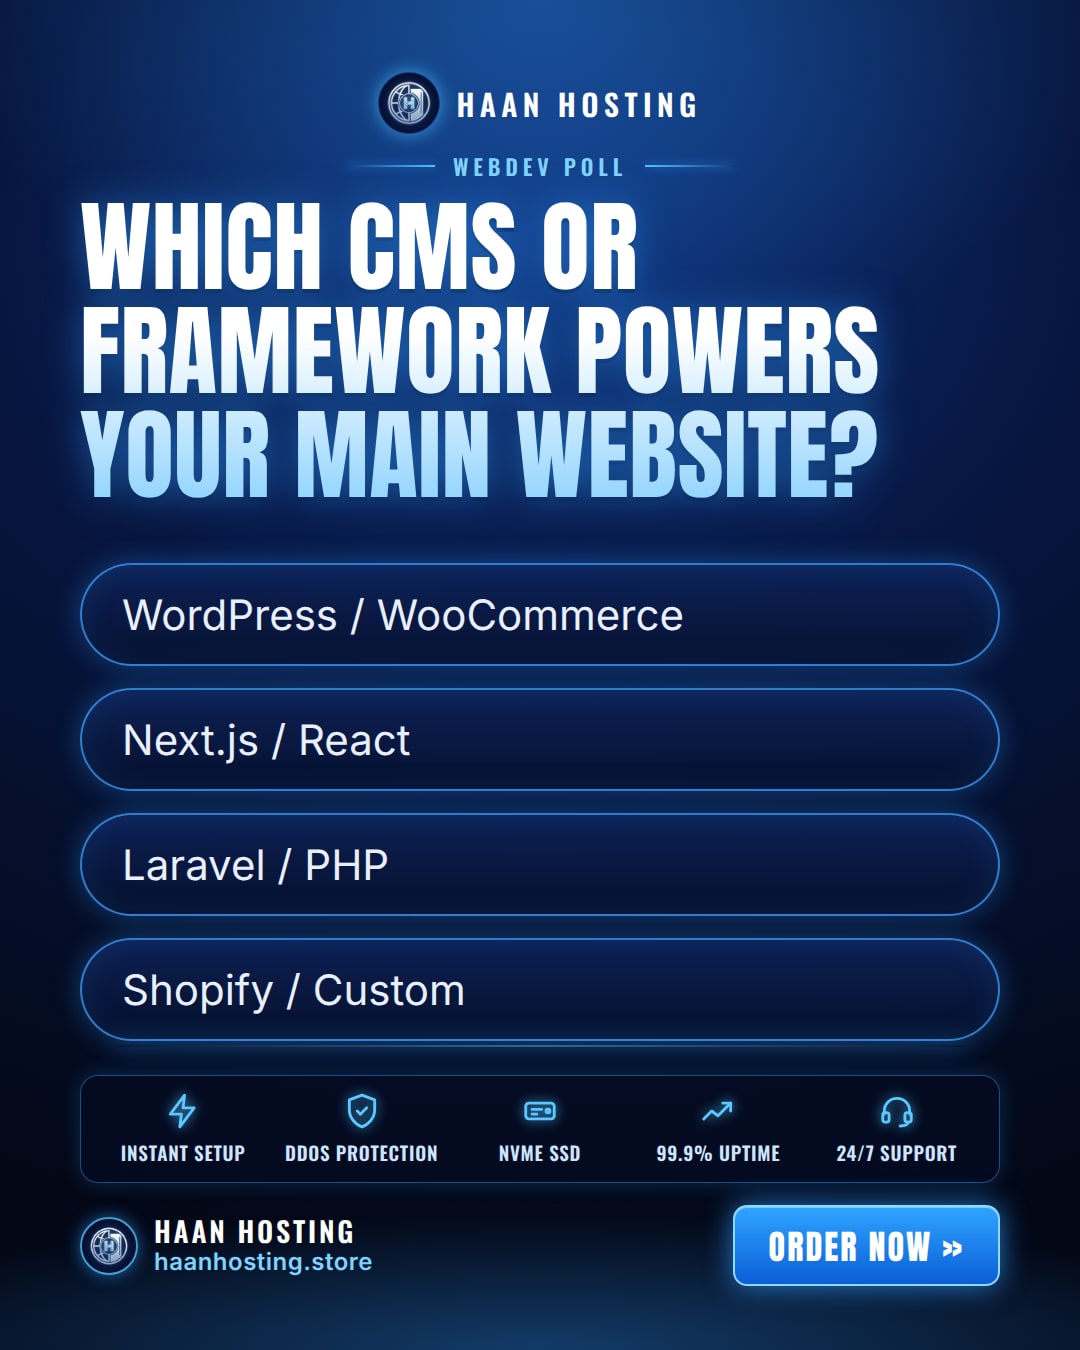 HAAN HOSTING
WEBDEV POLL
WHICH CMS OR
FRAMEWORK POWERS
YOUR MAIN WEBSITE?
WordPress / WooCommerce
Next.js / React
Laravel / PHP
Shopify / Custom
INSTANT SETUP DDOS PROTECTION NVME SSD 99.9% UPTIME 24/7 SUPPORT
HAAN HOSTING
haanhosting.store
ORDER NOW »